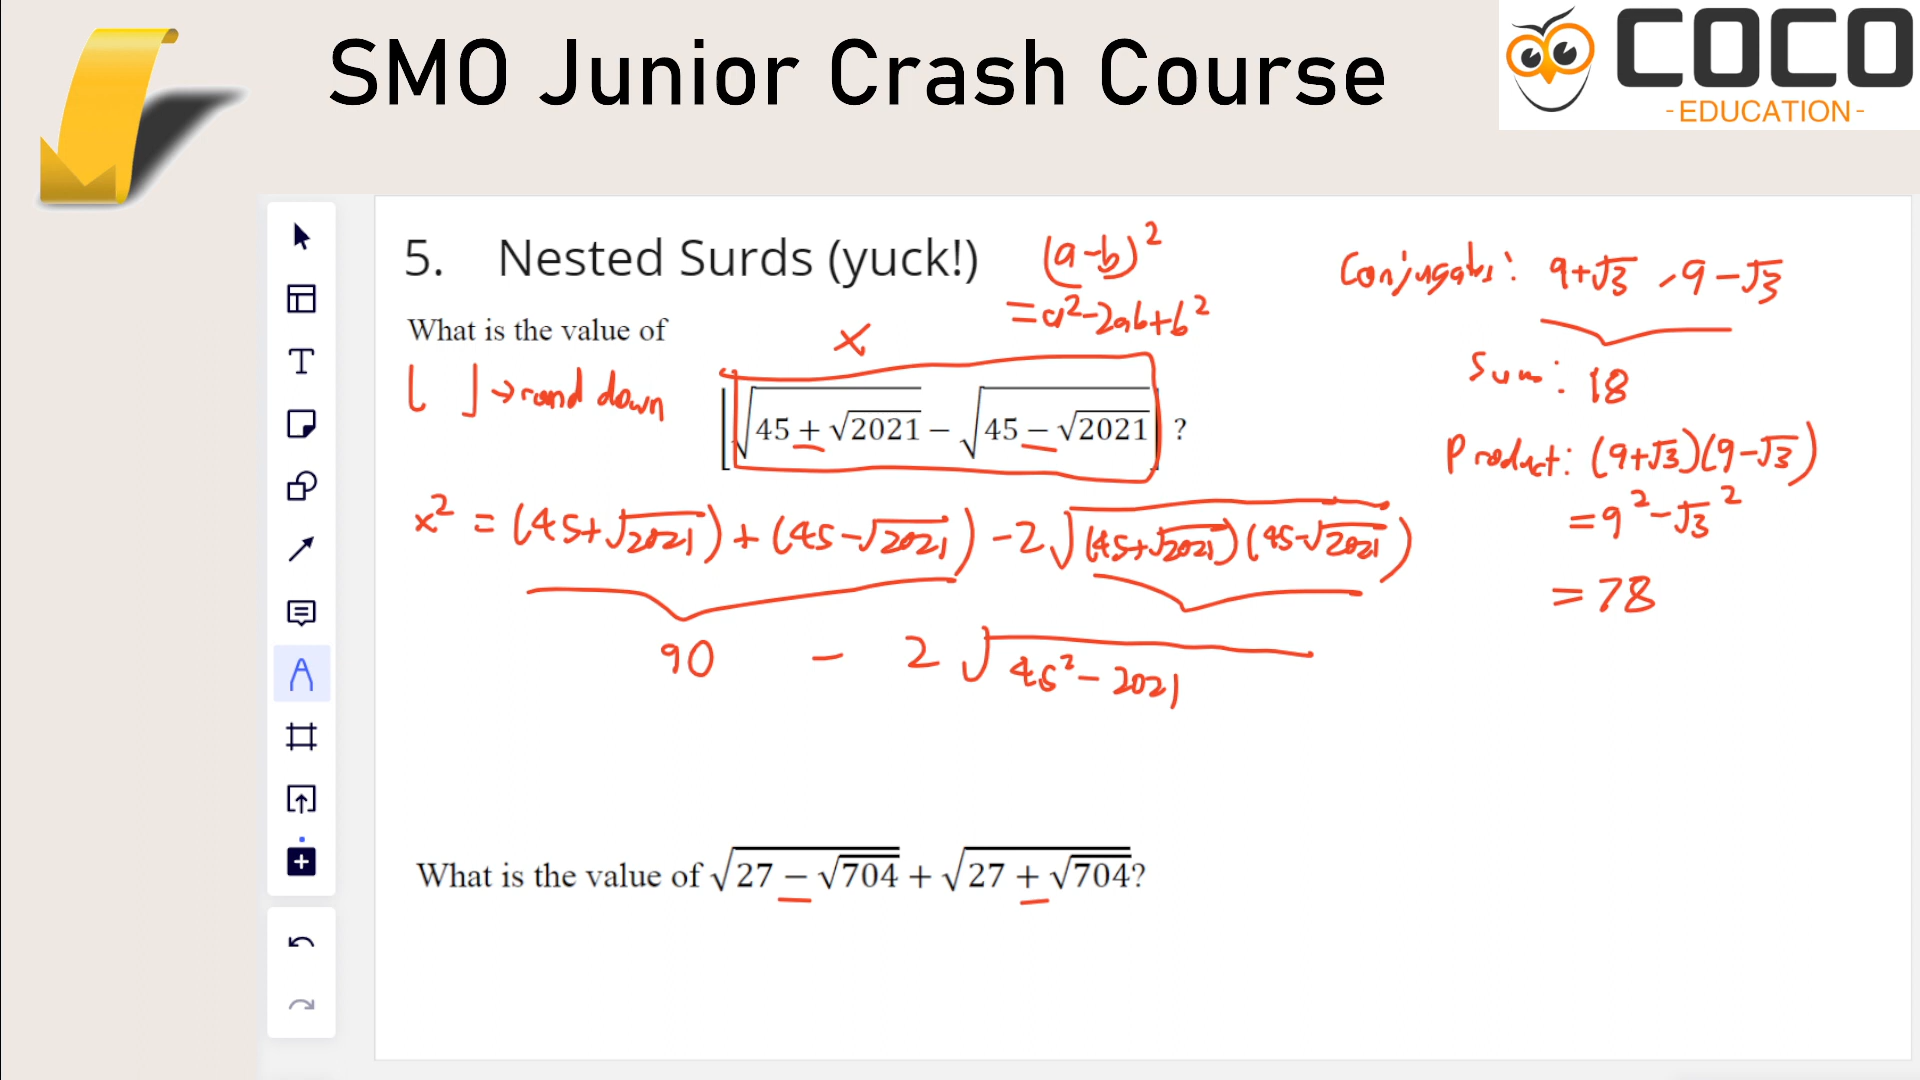 SMO Junior Crash Course
COCO
-EDUCATION-
5. Nested Surds (yuck!)
(a-b)²
= a²-2ab+b²
Conjugates: 9+√3, 9-√3
Sum: 18
Product: (9+√3)(9-√3)
= 9² - √3²
= 78
What is the value of
⌊ ⌋ → round down
x
⌊√(45 + √2021) − √(45 − √2021)⌋ ?
x² = (45+√2021) + (45-√2021) - 2√((45+√2021)(45-√2021))
90 - 2√(45² - 2021)
What is the value of √(27 − √704) + √(27 + √704)?